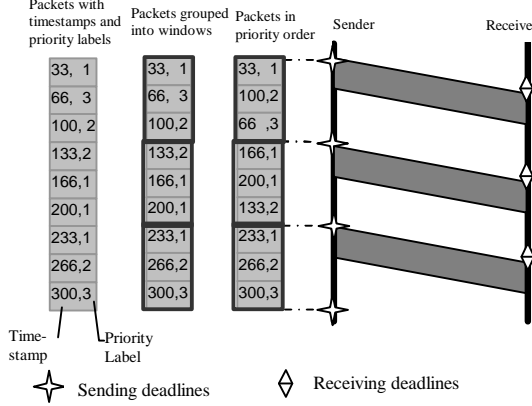 Packets with
timestamps and
priority labels
Packets grouped
into windows
Packets in
priority order
Sender
Receive
33, 1
66, 3
100, 2
133,2
166,1
200,1
233,1
266,2
300,3
33, 1
66, 3
100,2
133,2
166,1
200,1
233,1
266,2
300,3
33, 1
100,2
66 ,3
166,1
200,1
133,2
233,1
266,2
300,3
Time-
stamp
Priority
Label
Sending deadlines
Receiving deadlines